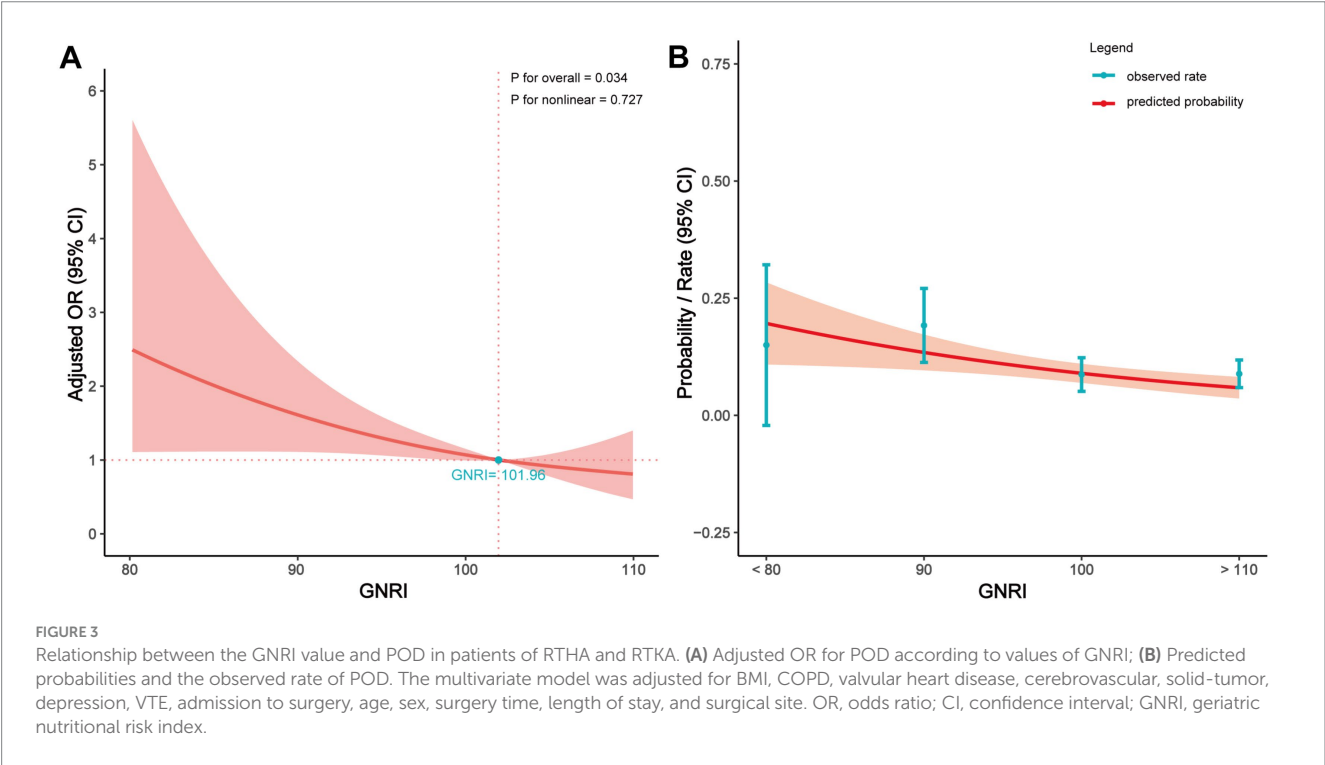 A
P for overall = 0.034
P for nonlinear = 0.727
Adjusted OR (95% CI)
6
5
4
3
2
1
0
GNRI= 101.96
80
90
100
110
GNRI
B
Legend
observed rate
predicted probability
Probability / Rate (95% CI)
0.75
0.50
0.25
0.00
−0.25
< 80
90
100
> 110
GNRI
FIGURE 3
Relationship between the GNRI value and POD in patients of RTHA and RTKA. (A) Adjusted OR for POD according to values of GNRI; (B) Predicted
probabilities and the observed rate of POD. The multivariate model was adjusted for BMI, COPD, valvular heart disease, cerebrovascular, solid-tumor,
depression, VTE, admission to surgery, age, sex, surgery time, length of stay, and surgical site. OR, odds ratio; CI, confidence interval; GNRI, geriatric
nutritional risk index.